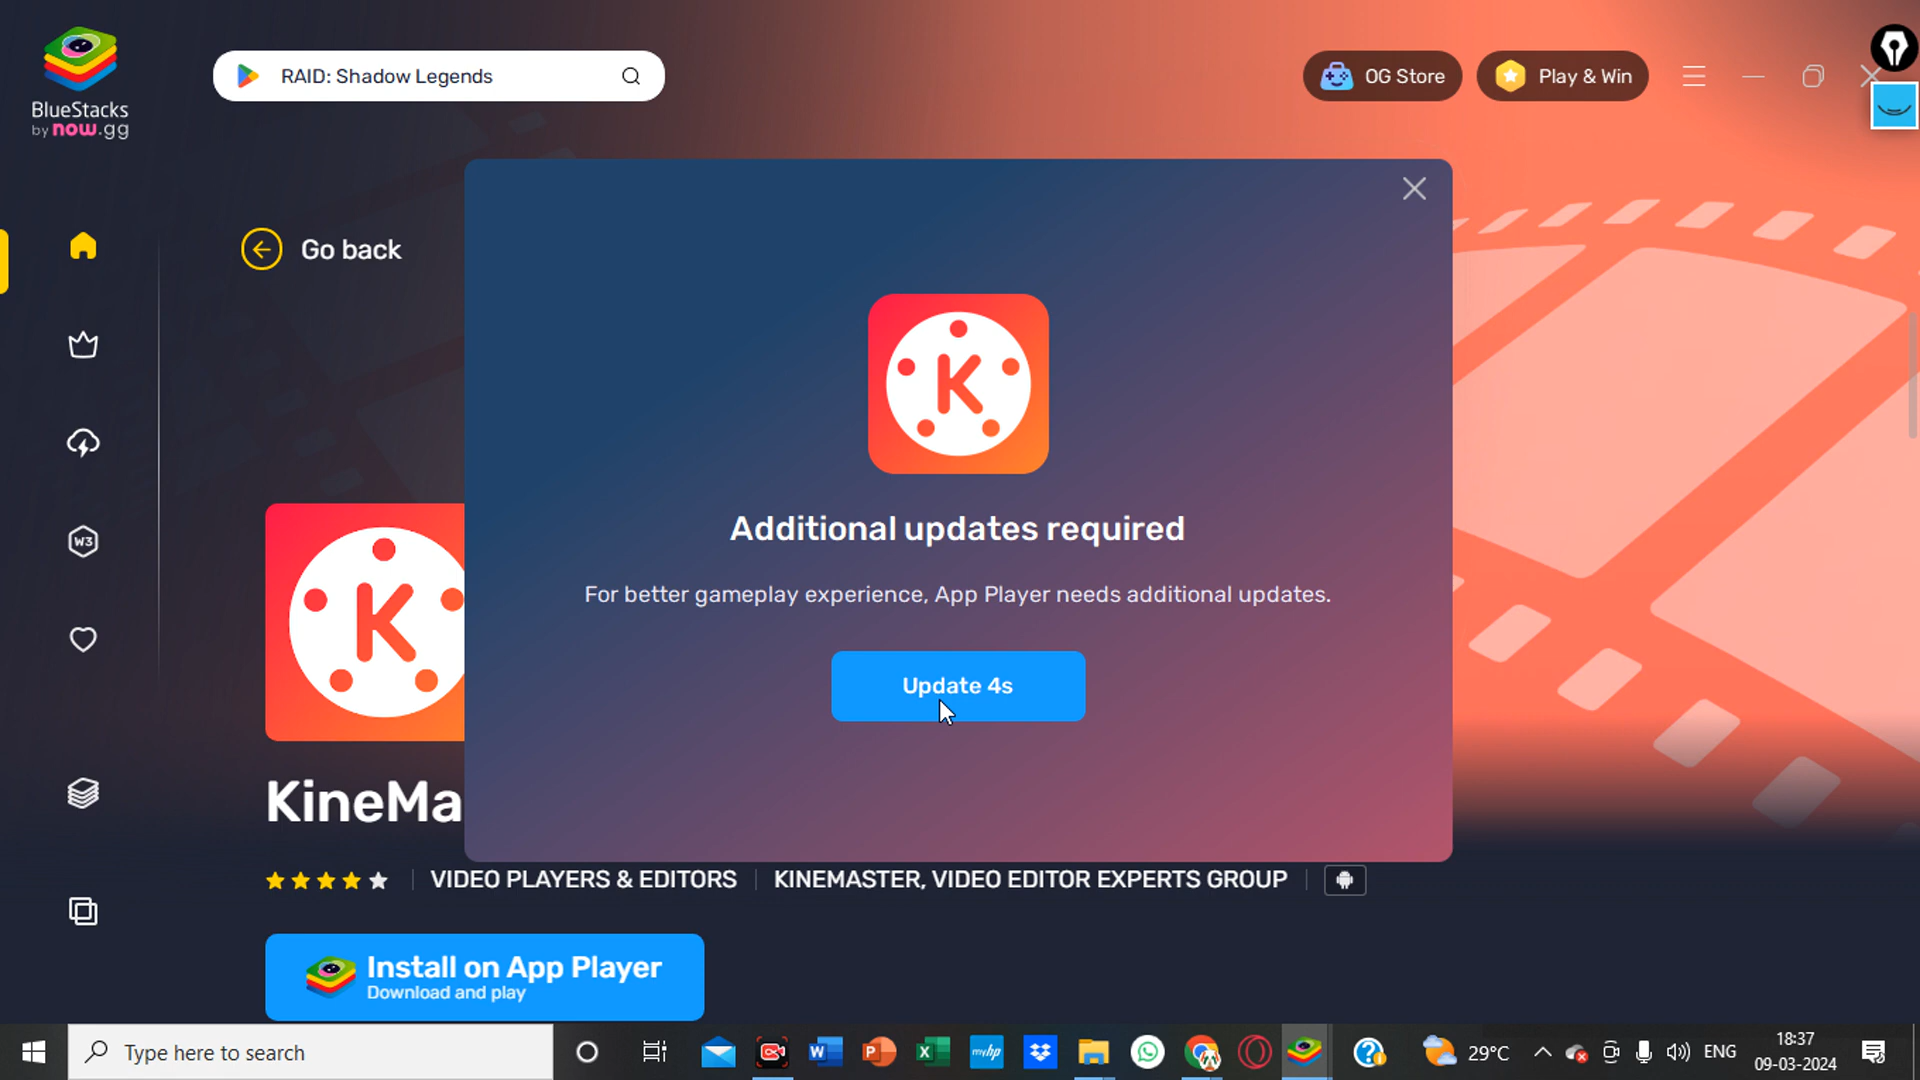 BlueStacks
by now.gg
RAID: Shadow Legends
OG Store
Play & Win
Go back
W3
K
Additional updates required
For better gameplay experience, App Player needs additional updates.
Update 4s
K
KineMa
VIDEO PLAYERS & EDITORS
KINEMASTER, VIDEO EDITOR EXPERTS GROUP
Install on App Player
Download and play
Type here to search
W
P
X
myhp
29°C
ENG
18:37
09-03-2024